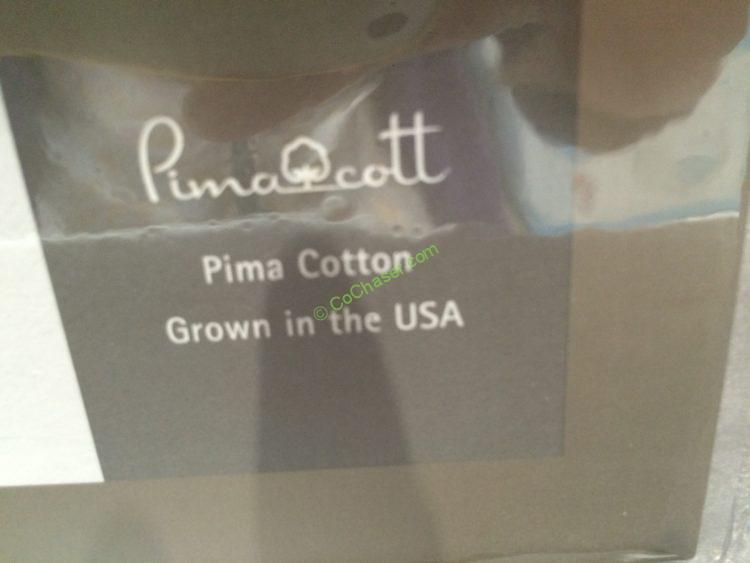 Pimacott
Pima Cotton
© CoChaser.com
Grown in the USA